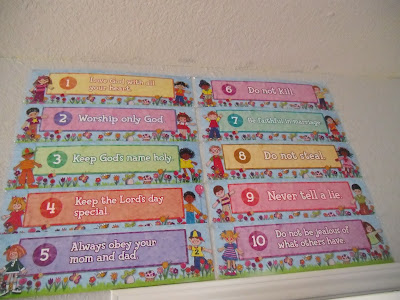 1
Love God with all
your heart.
2
Worship only God
3
Keep God's name holy.
4
Keep the Lord's day
special
5
Always obey your
mom and dad.
6
Do not kill.
7
Be faithful in marriage.
8
Do not steal.
9
Never tell a lie
10
Do not be jealous of
what others have.